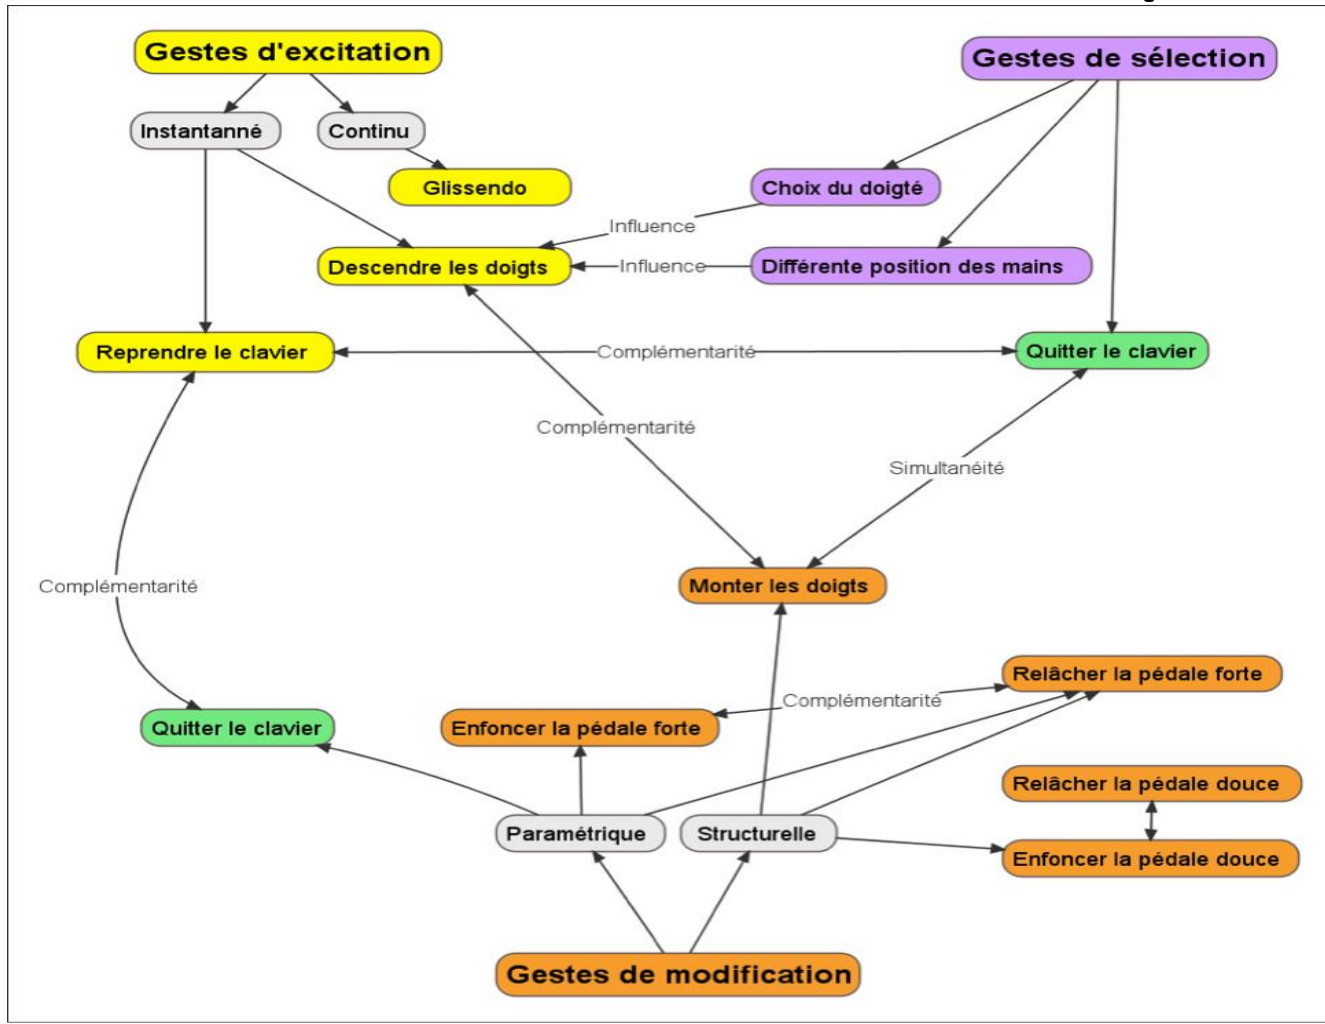 Gestes d'excitation
Gestes de sélection
Instantanné
Continu
Glissendo
Choix du doigté
Influence
Descendre les doigts
Influence
Différente position des mains
Reprendre le clavier
Complémentarité
Quitter le clavier
Complémentarité
Simultanéité
Complémentarité
Monter les doigts
Relâcher la pédale forte
Complémentarité
Quitter le clavier
Enfoncer la pédale forte
Relâcher la pédale douce
Paramétrique
Structurelle
Enfoncer la pédale douce
Gestes de modification